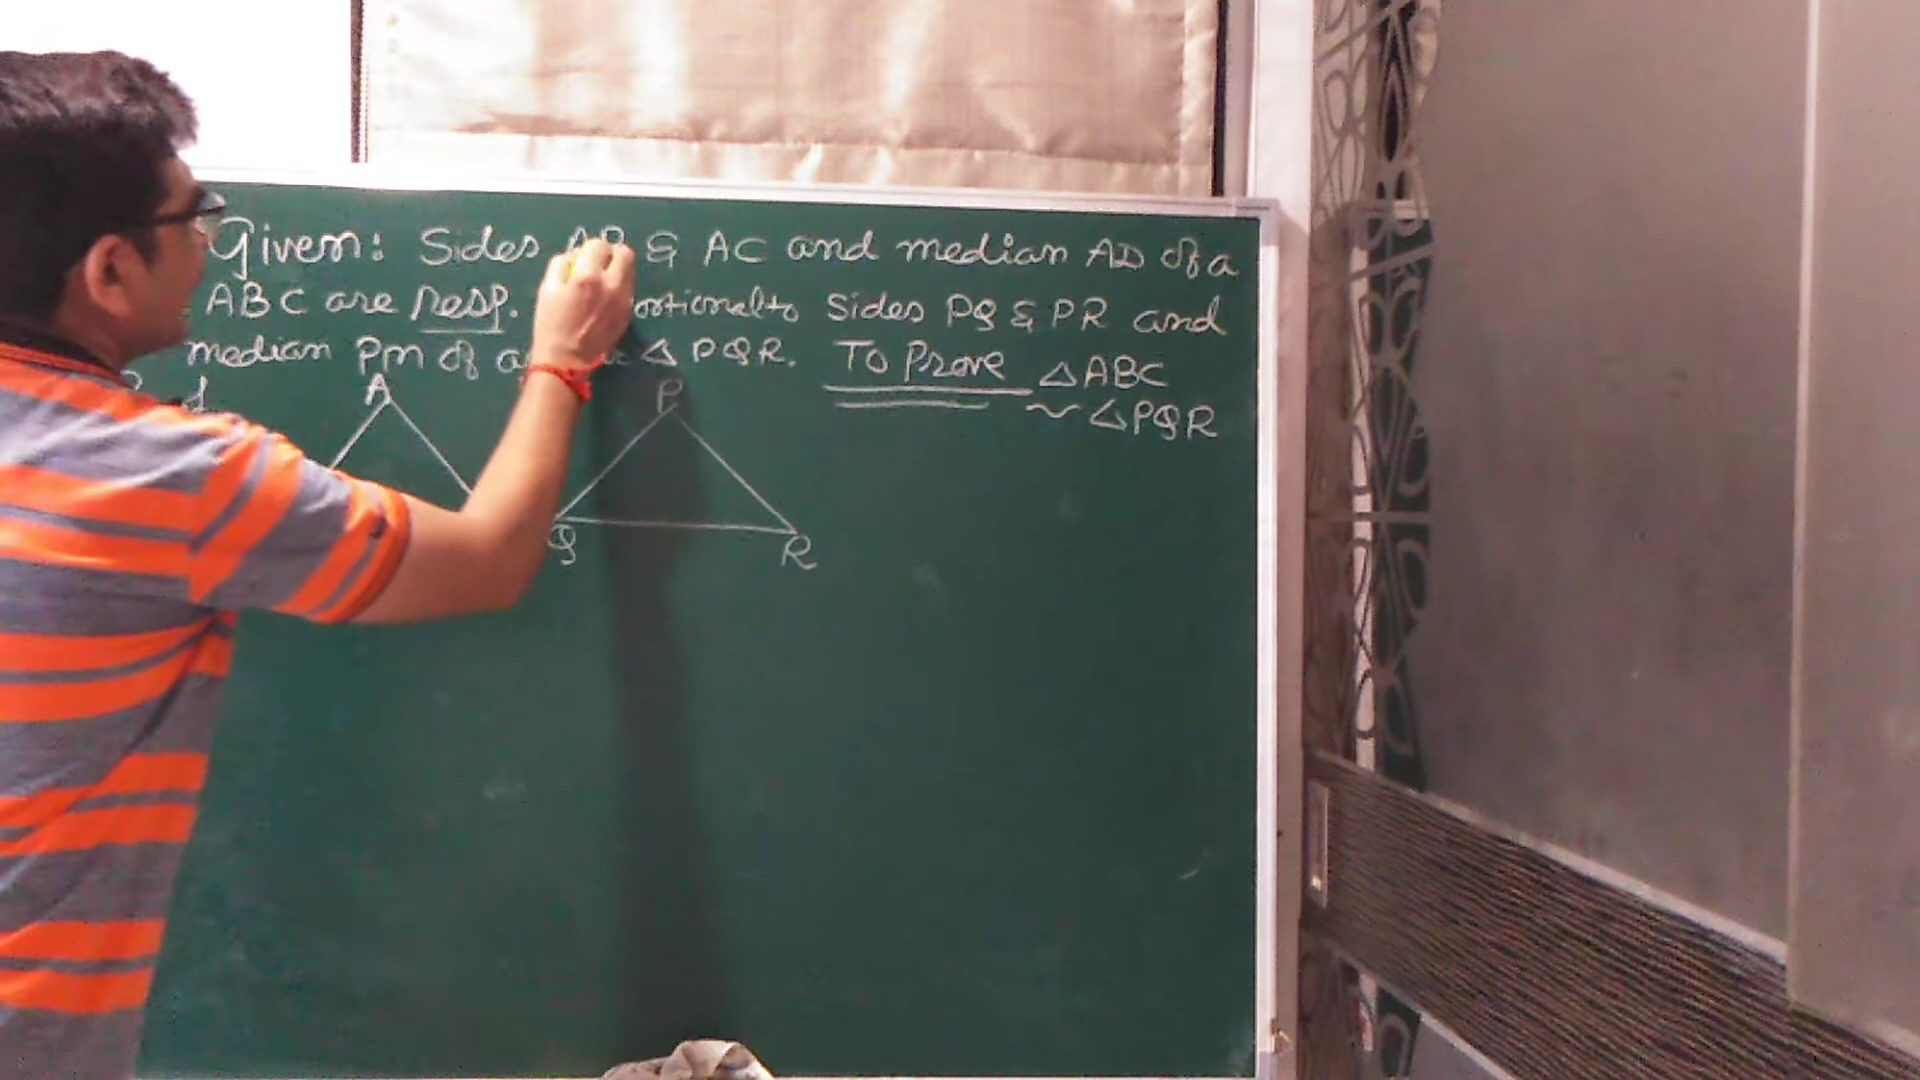 Given: Sides AB & AC and median AD of a
ABC are resp. to Sides PQ & PR and
median PM of △ PQR. To Prove △ABC
~ △PQR
A
P
Q
R